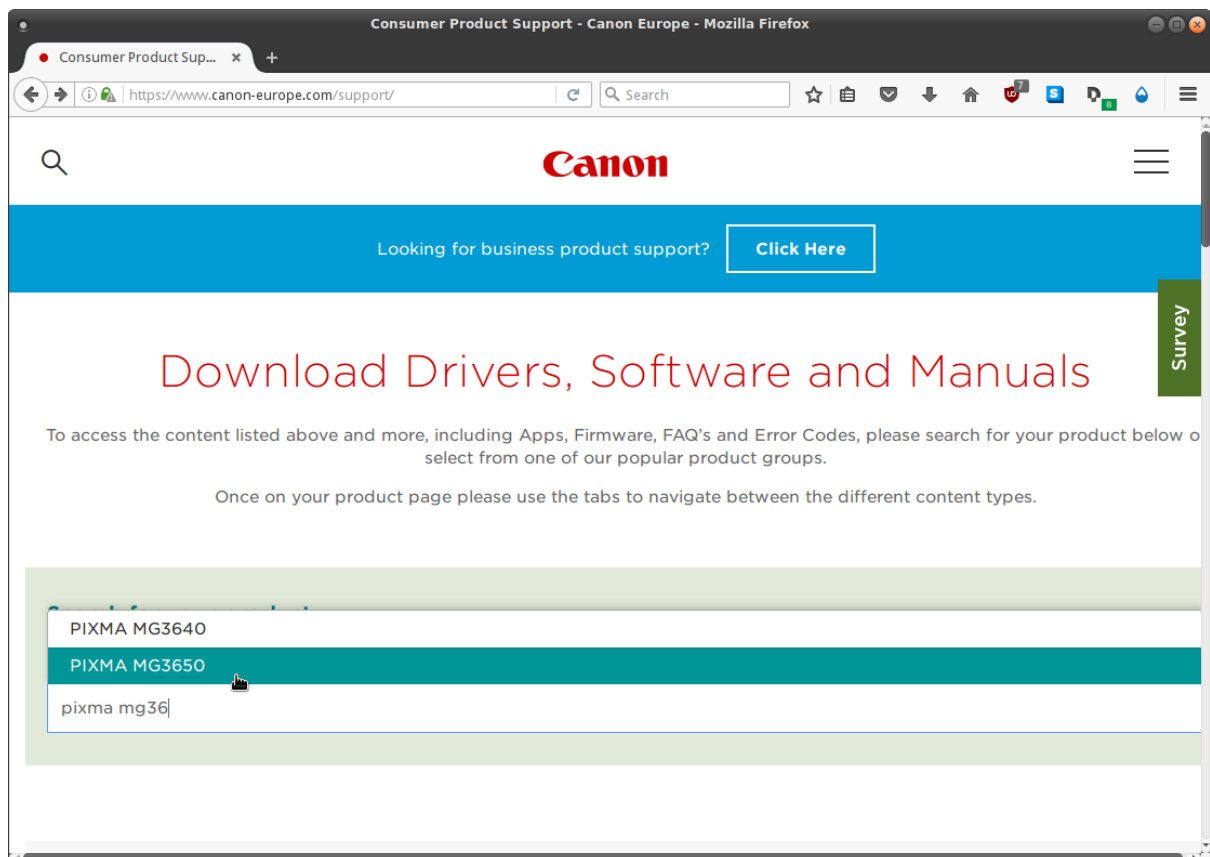 Consumer Product Support - Canon Europe - Mozilla Firefox
Consumer Product Sup...
https://www.canon-europe.com/support/
Search
7
S
8
Canon
Looking for business product support?
Click Here
Survey
Download Drivers, Software and Manuals
To access the content listed above and more, including Apps, Firmware, FAQ's and Error Codes, please search for your product below o
select from one of our popular product groups.
Once on your product page please use the tabs to navigate between the different content types.
PIXMA MG3640
PIXMA MG3650
pixma mg36